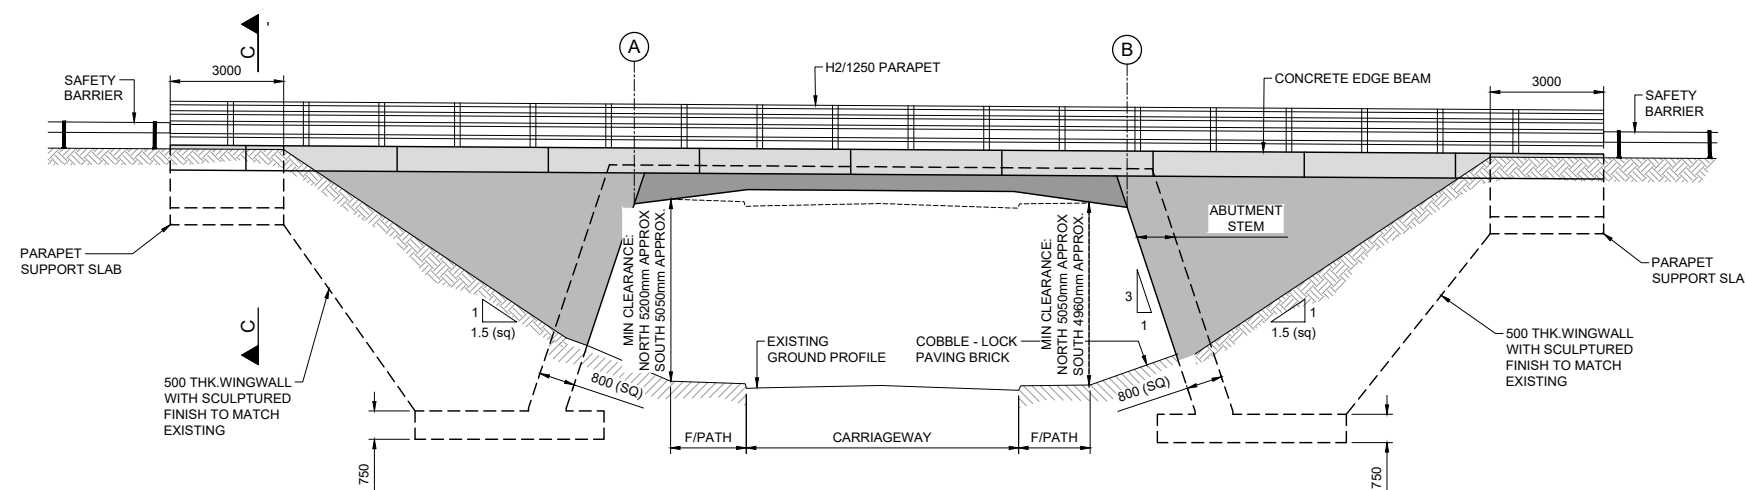 C
3000
A
B
H2/1250 PARAPET
CONCRETE EDGE BEAM
3000
SAFETY
BARRIER
SAFETY
BARRIER
ABUTMENT
STEM
MIN CLEARANCE:
NORTH 5200mm APPROX
SOUTH 5050mm APPROX.
MIN CLEARANCE:
NORTH 5050mm APPROX
SOUTH 4960mm APPROX.
PARAPET
SUPPORT SLAB
PARAPET
SUPPORT SLA
3
1
C
1
1.5 (sq)
1
1.5 (sq)
EXISTING
GROUND PROFILE
COBBLE - LOCK
PAVING BRICK
500 THK.WINGWALL
WITH SCULPTURED
FINISH TO MATCH
EXISTING
500 THK.WINGWALL
WITH SCULPTURED
FINISH TO MATCH
EXISTING
800 (SQ)
800 (SQ)
F/PATH
CARRIAGEWAY
F/PATH
750
750